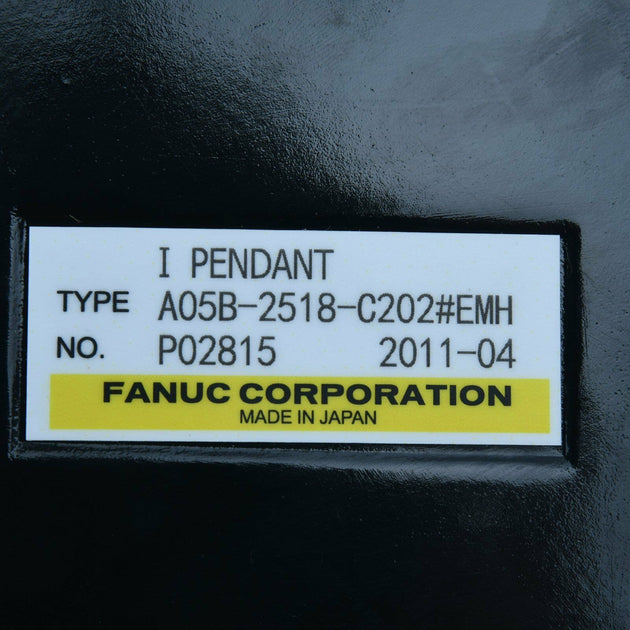 I PENDANT
TYPE A05B-2518-C202#EMH
NO. P02815 2011-04
FANUC CORPORATION
MADE IN JAPAN